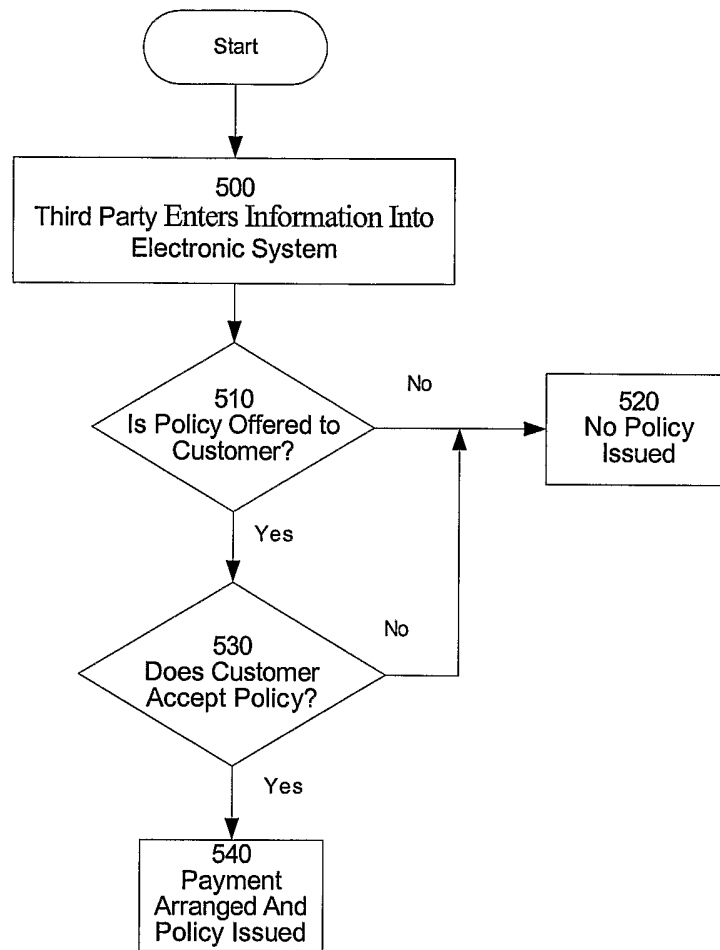 Start
500
Third Party Enters Information Into
Electronic System
510
Is Policy Offered to
Customer?
No
520
No Policy
Issued
Yes
530
Does Customer
Accept Policy?
No
Yes
540
Payment
Arranged And
Policy Issued